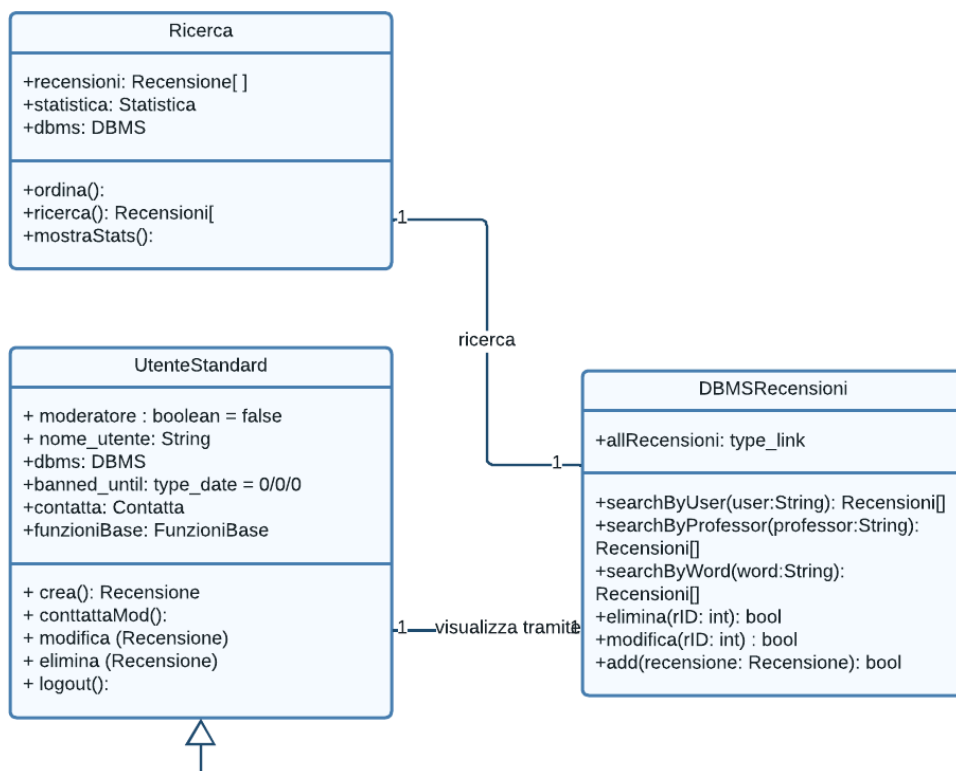 Ricerca
+recensioni: Recensione[ ]
+statistica: Statistica
+dbms: DBMS
+ordina():
+ricerca(): Recensioni[
+mostraStats():
1
ricerca
1
UtenteStandard
+ moderatore : boolean = false
+ nome_utente: String
+dbms: DBMS
+banned_until: type_date = 0/0/0
+contatta: Contatta
+funzioniBase: FunzioniBase
+ crea(): Recensione
+ conttattaMod():
+ modifica (Recensione)
+ elimina (Recensione)
+ logout():
1
visualizza tramite
1
DBMSRecensioni
+allRecensioni: type_link
+searchByUser(user:String): Recensioni[]
+searchByProfessor(professor:String):
Recensioni[]
+searchByWord(word:String):
Recensioni[]
+elimina(rID: int): bool
+modifica(rID: int) : bool
+add(recensione: Recensione): bool